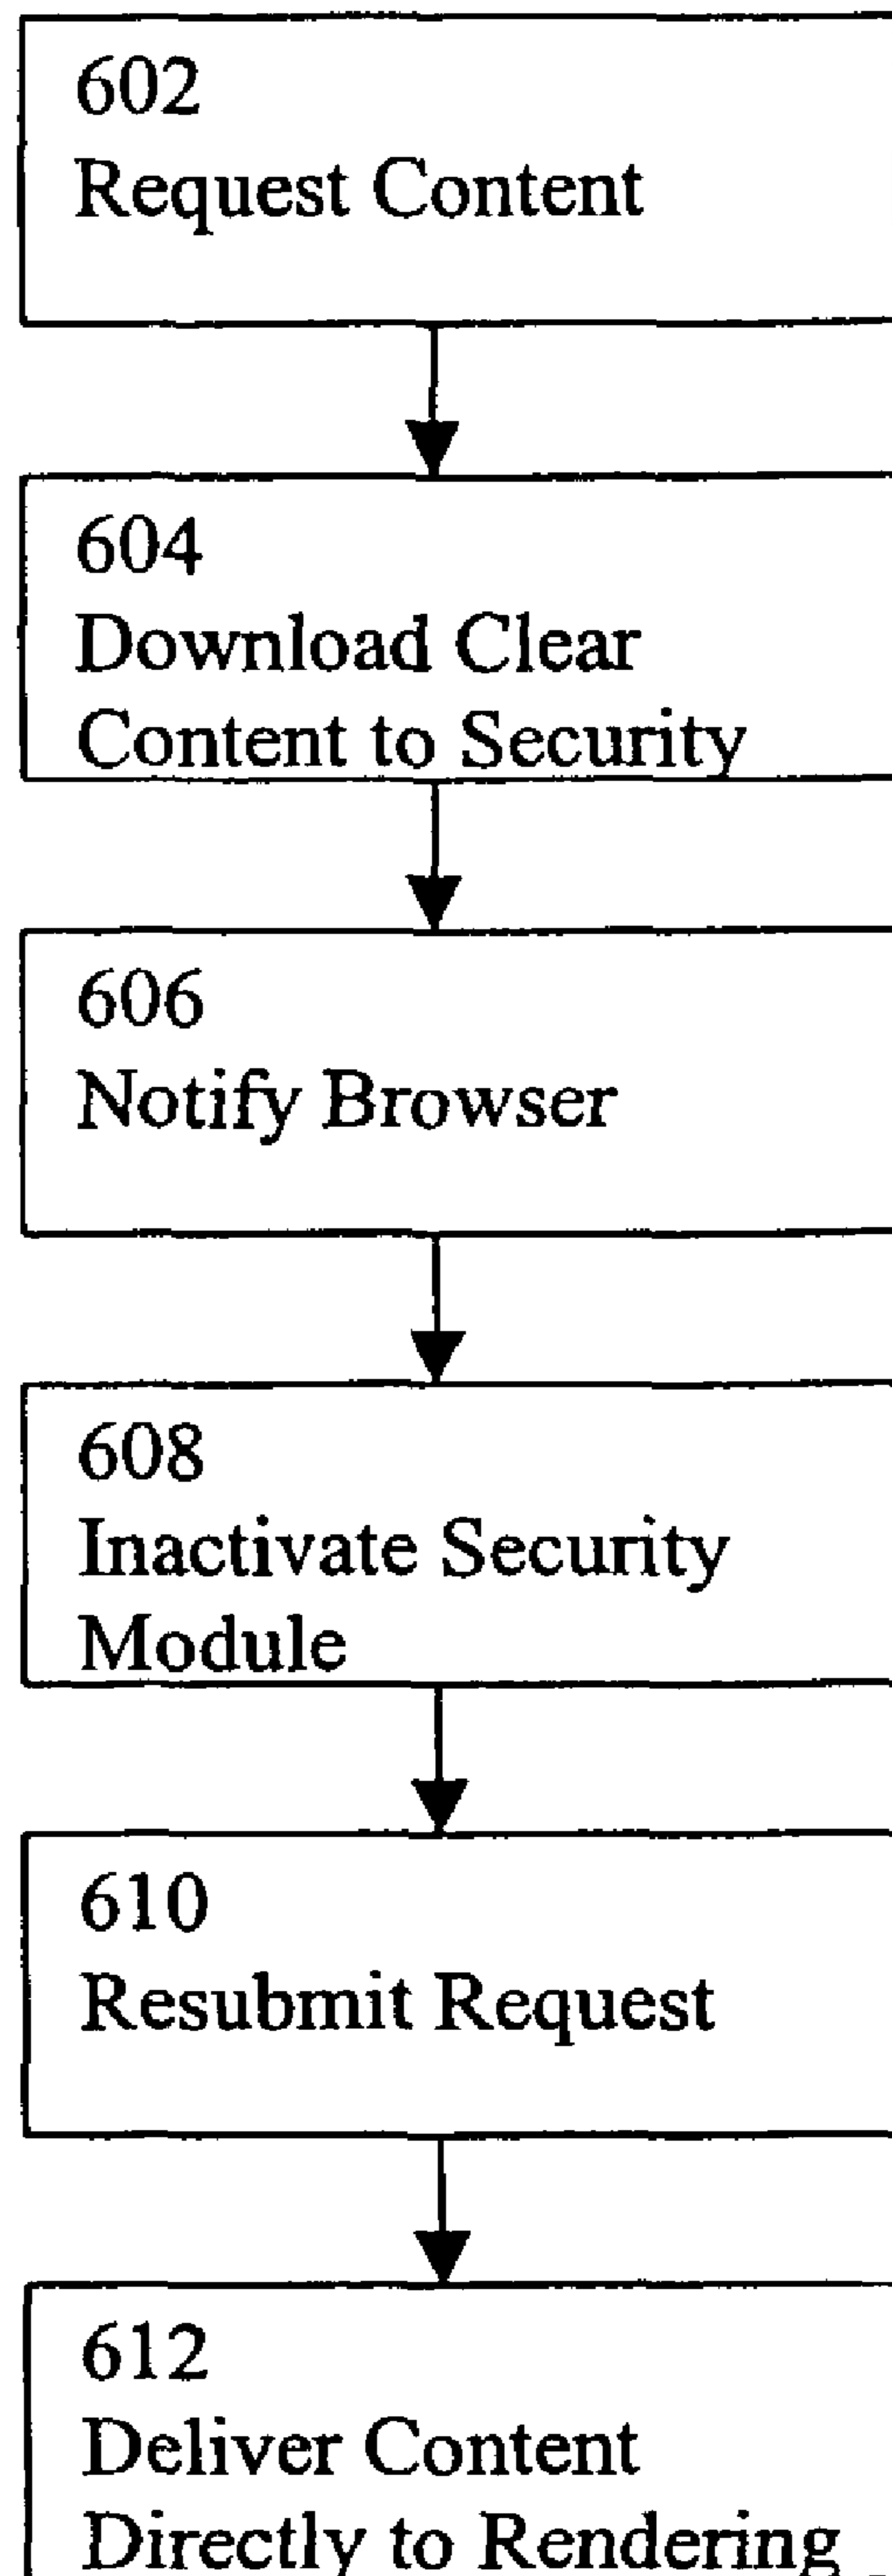 602
Request Content
604
Download Clear
Content to Security
606
Notify Browser
608
Inactivate Security
Module
610
Resubmit Request
612
Deliver Content
Directly to Rendering